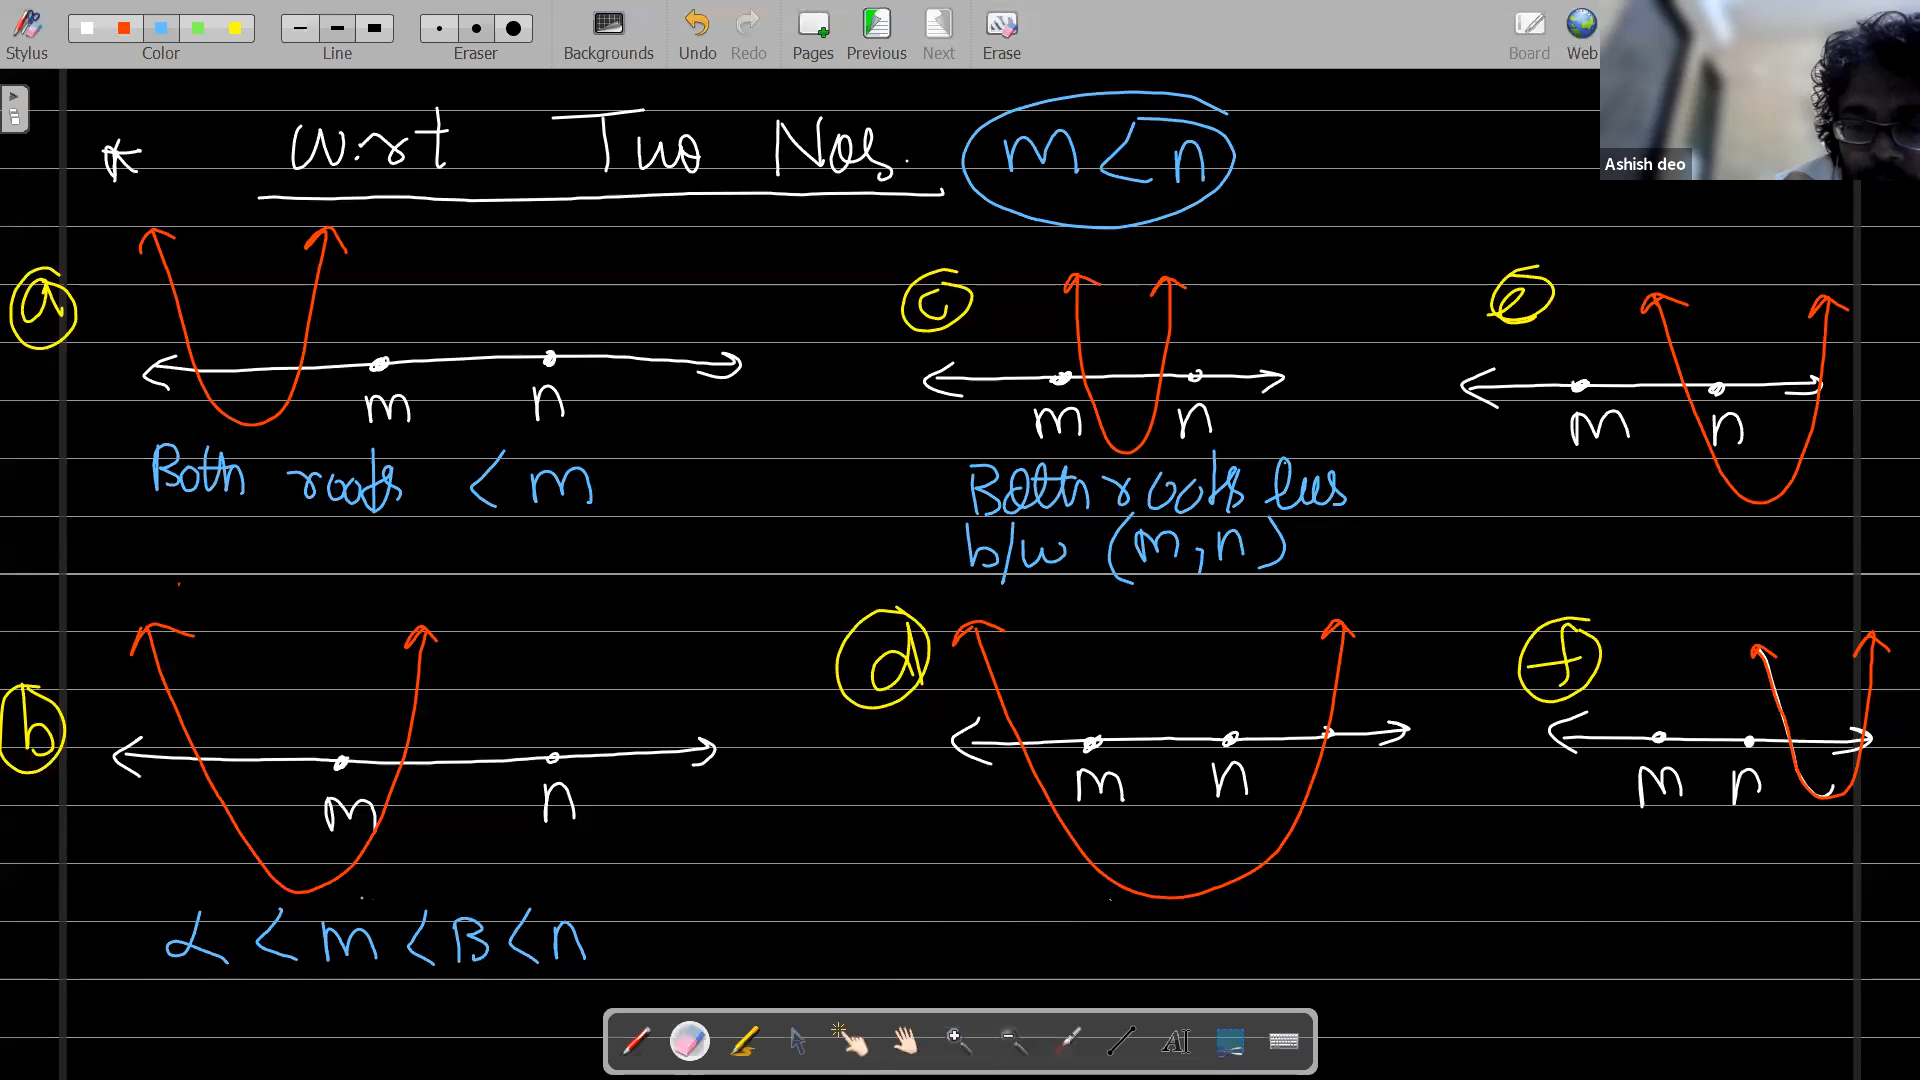 Stylus Color Line Eraser Backgrounds Undo Redo Pages Previous Next Erase Board Web
Ashish deo
* W.r.t Two Nos. m < n
a
m n
Both roots < m
c
m n
Both roots lies
b/w (m, n)
e
m n
b
m n
α < m < B < n
d
m n
f
m n
AI